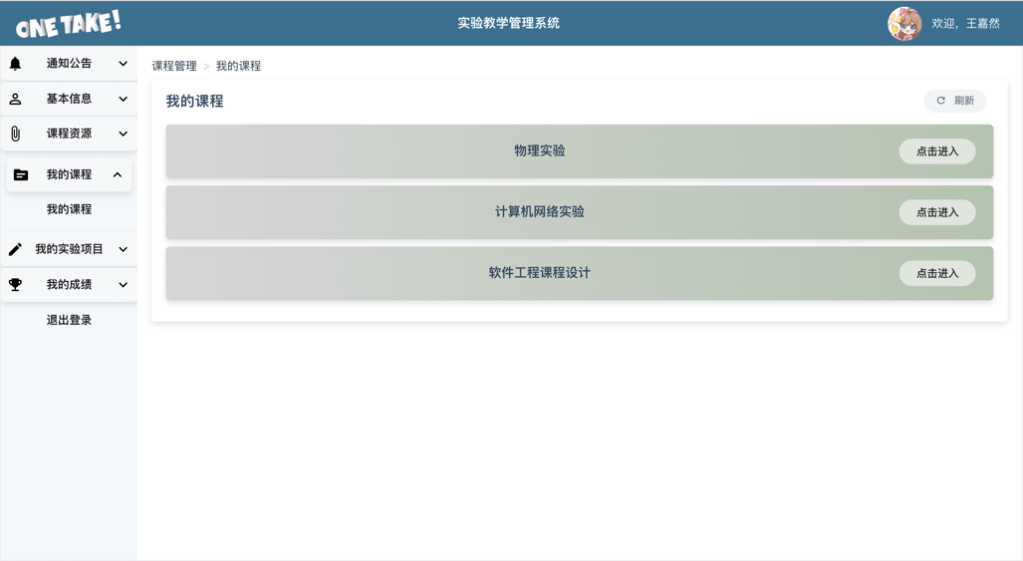 ONE TAKE!
实验教学管理系统
欢迎，王嘉然
通知公告
基本信息
课程资源
我的课程
我的课程
我的实验项目
我的成绩
退出登录
课程管理 > 我的课程
我的课程
刷新
物理实验
点击进入
计算机网络实验
点击进入
软件工程课程设计
点击进入